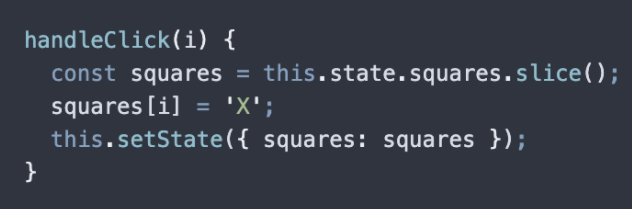 handleClick(i) {
  const squares = this.state.squares.slice();
  squares[i] = 'X';
  this.setState({ squares: squares });
}